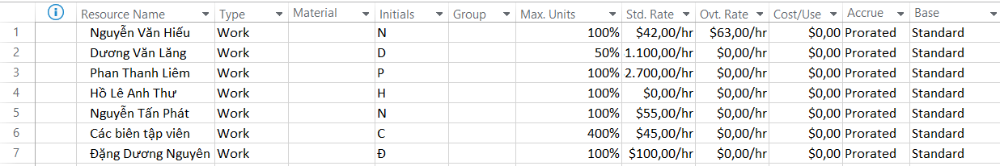 Resource Name Type Material Initials Group Max. Units Std. Rate Ovt. Rate Cost/Use Accrue Base
1 Nguyễn Văn Hiếu Work N 100% $42,00/hr $63,00/hr $0,00 Prorated Standard
2 Dương Văn Lăng Work D 50% 1.100,00/hr $0,00/hr $0,00 Prorated Standard
3 Phan Thanh Liêm Work P 100% 2.700,00/hr $0,00/hr $0,00 Prorated Standard
4 Hồ Lê Anh Thư Work H 100% $0,00/hr $0,00/hr $0,00 Prorated Standard
5 Nguyễn Tấn Phát Work N 100% $55,00/hr $0,00/hr $0,00 Prorated Standard
6 Các biên tập viên Work C 400% $45,00/hr $0,00/hr $0,00 Prorated Standard
7 Đặng Dương Nguyên Work Đ 100% $100,00/hr $0,00/hr $0,00 Prorated Standard